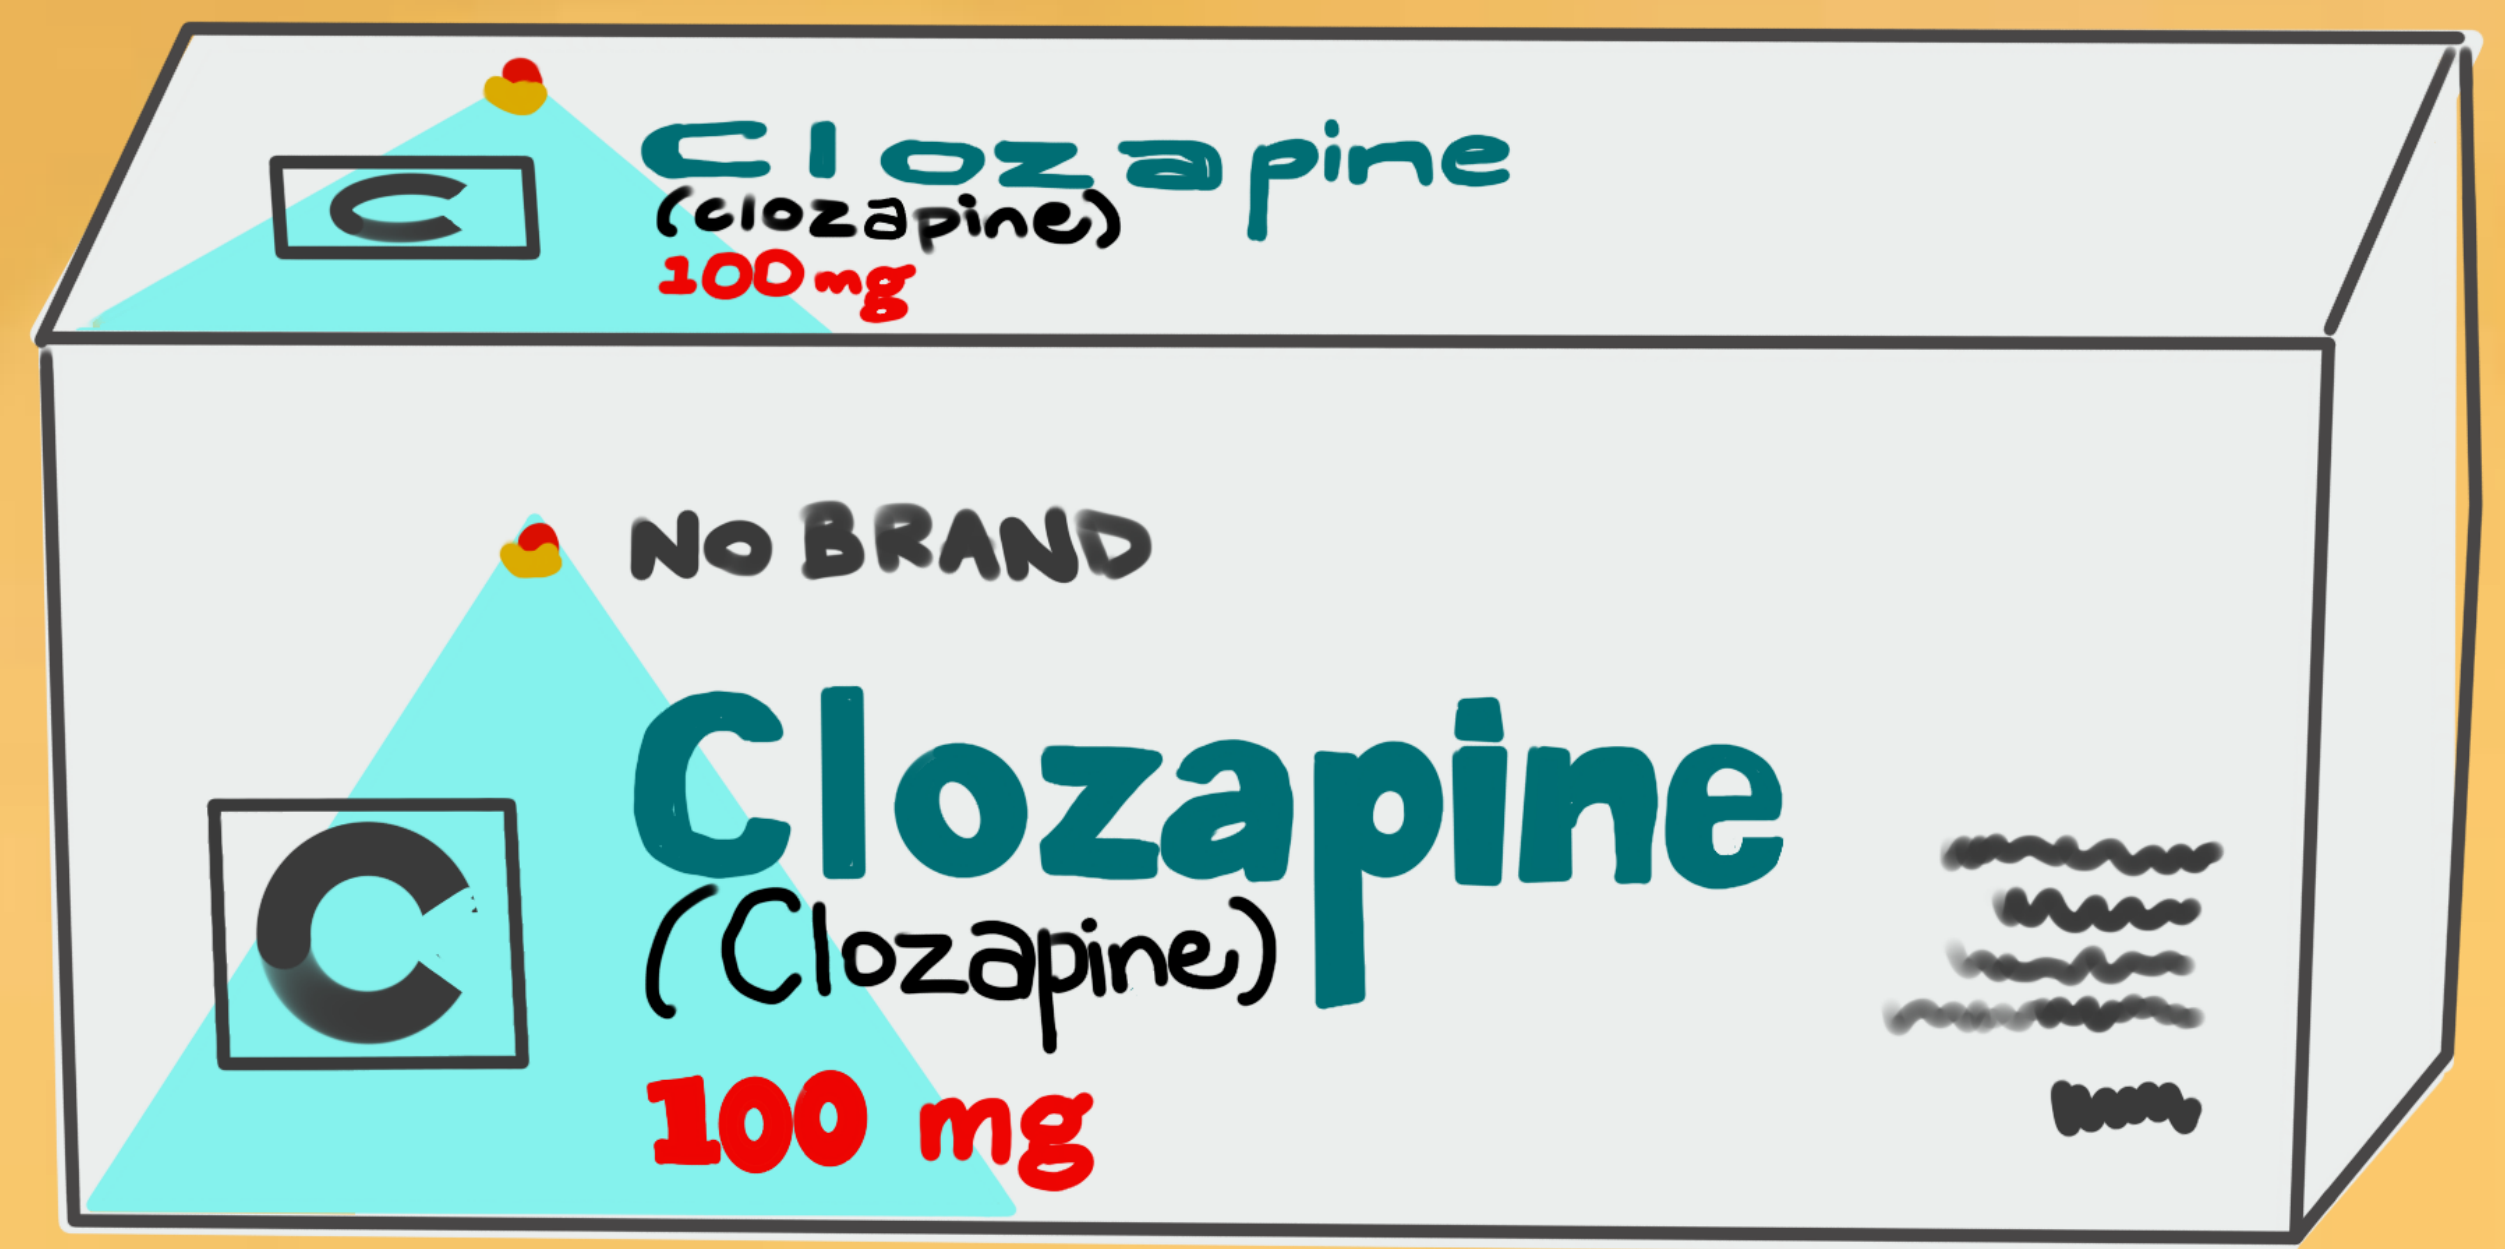 C
Clozapine
(clozapine)
100 mg
NO BRAND
Clozapine
C
(Clozapine)
100 mg